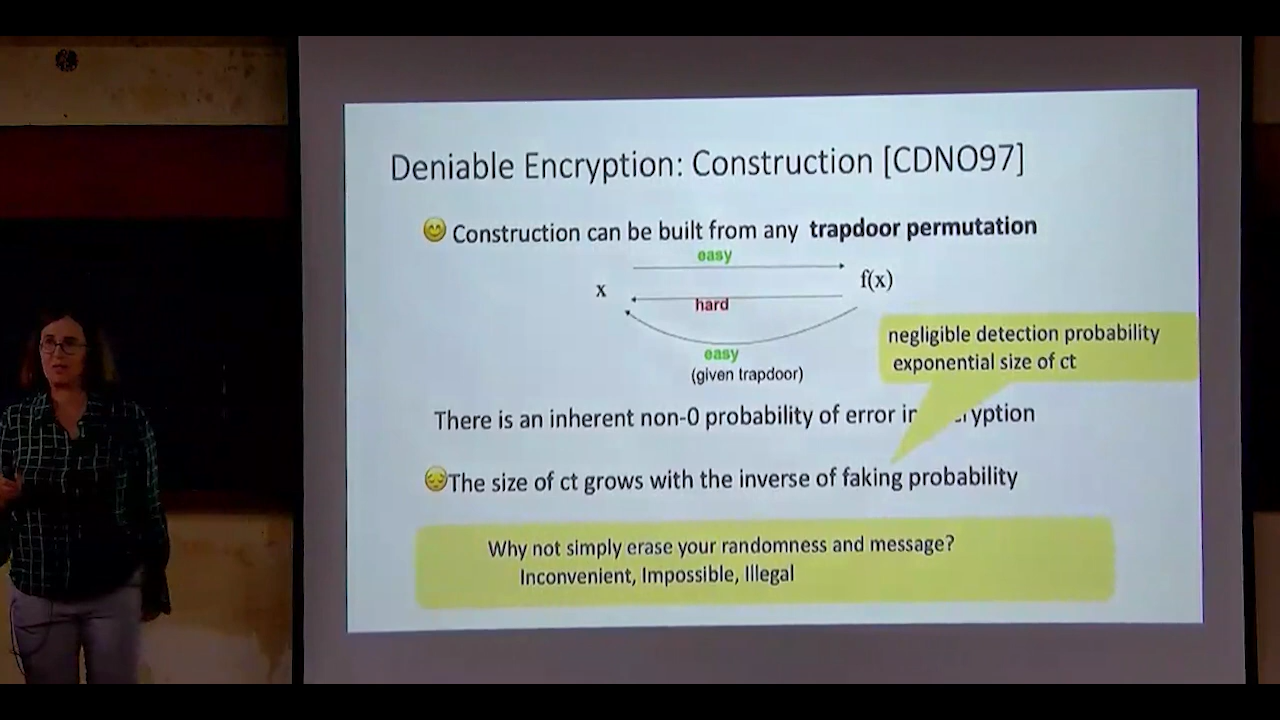 Deniable Encryption: Construction [CDNO97]
😊 Construction can be built from any trapdoor permutation
easy
x
f(x)
hard
easy
(given trapdoor)
negligible detection probability
exponential size of ct
There is an inherent non-0 probability of error in yption
😔The size of ct grows with the inverse of faking probability
Why not simply erase your randomness and message?
Inconvenient, Impossible, Illegal